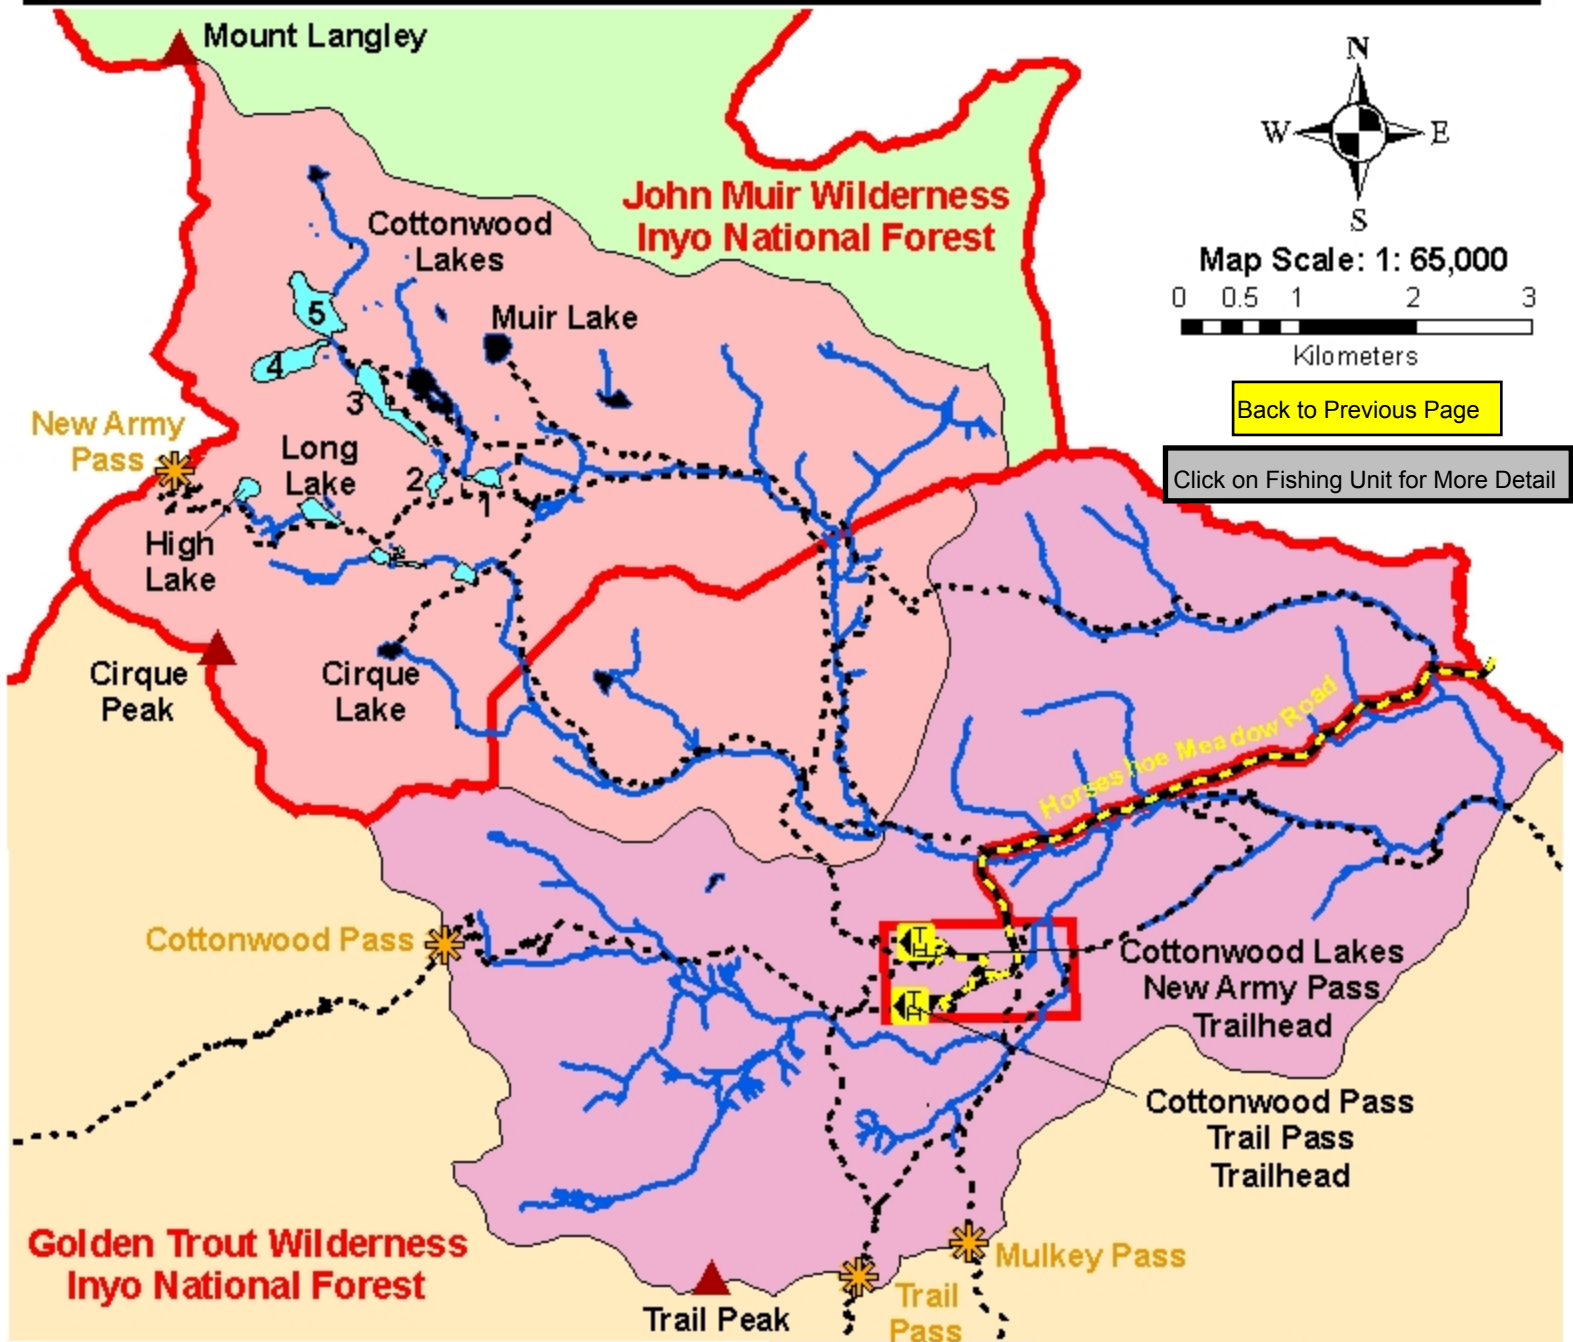 Mount Langley
N
W
E
S
John Muir Wilderness
Inyo National Forest
Cottonwood
Lakes
Map Scale: 1: 65,000
0 0.5 1 2 3
Kilometers
5
Muir Lake
4
3
Back to Previous Page
New Army
Pass
Long
Lake
2
1
Click on Fishing Unit for More Detail
High
Lake
Cirque
Peak
Cirque
Lake
Horseshoe Meadow Road
Cottonwood Pass
TH
Cottonwood Lakes
New Army Pass
Trailhead
TH
Cottonwood Pass
Trail Pass
Trailhead
Golden Trout Wilderness
Inyo National Forest
Mulkey Pass
Trail
Pass
Trail Peak